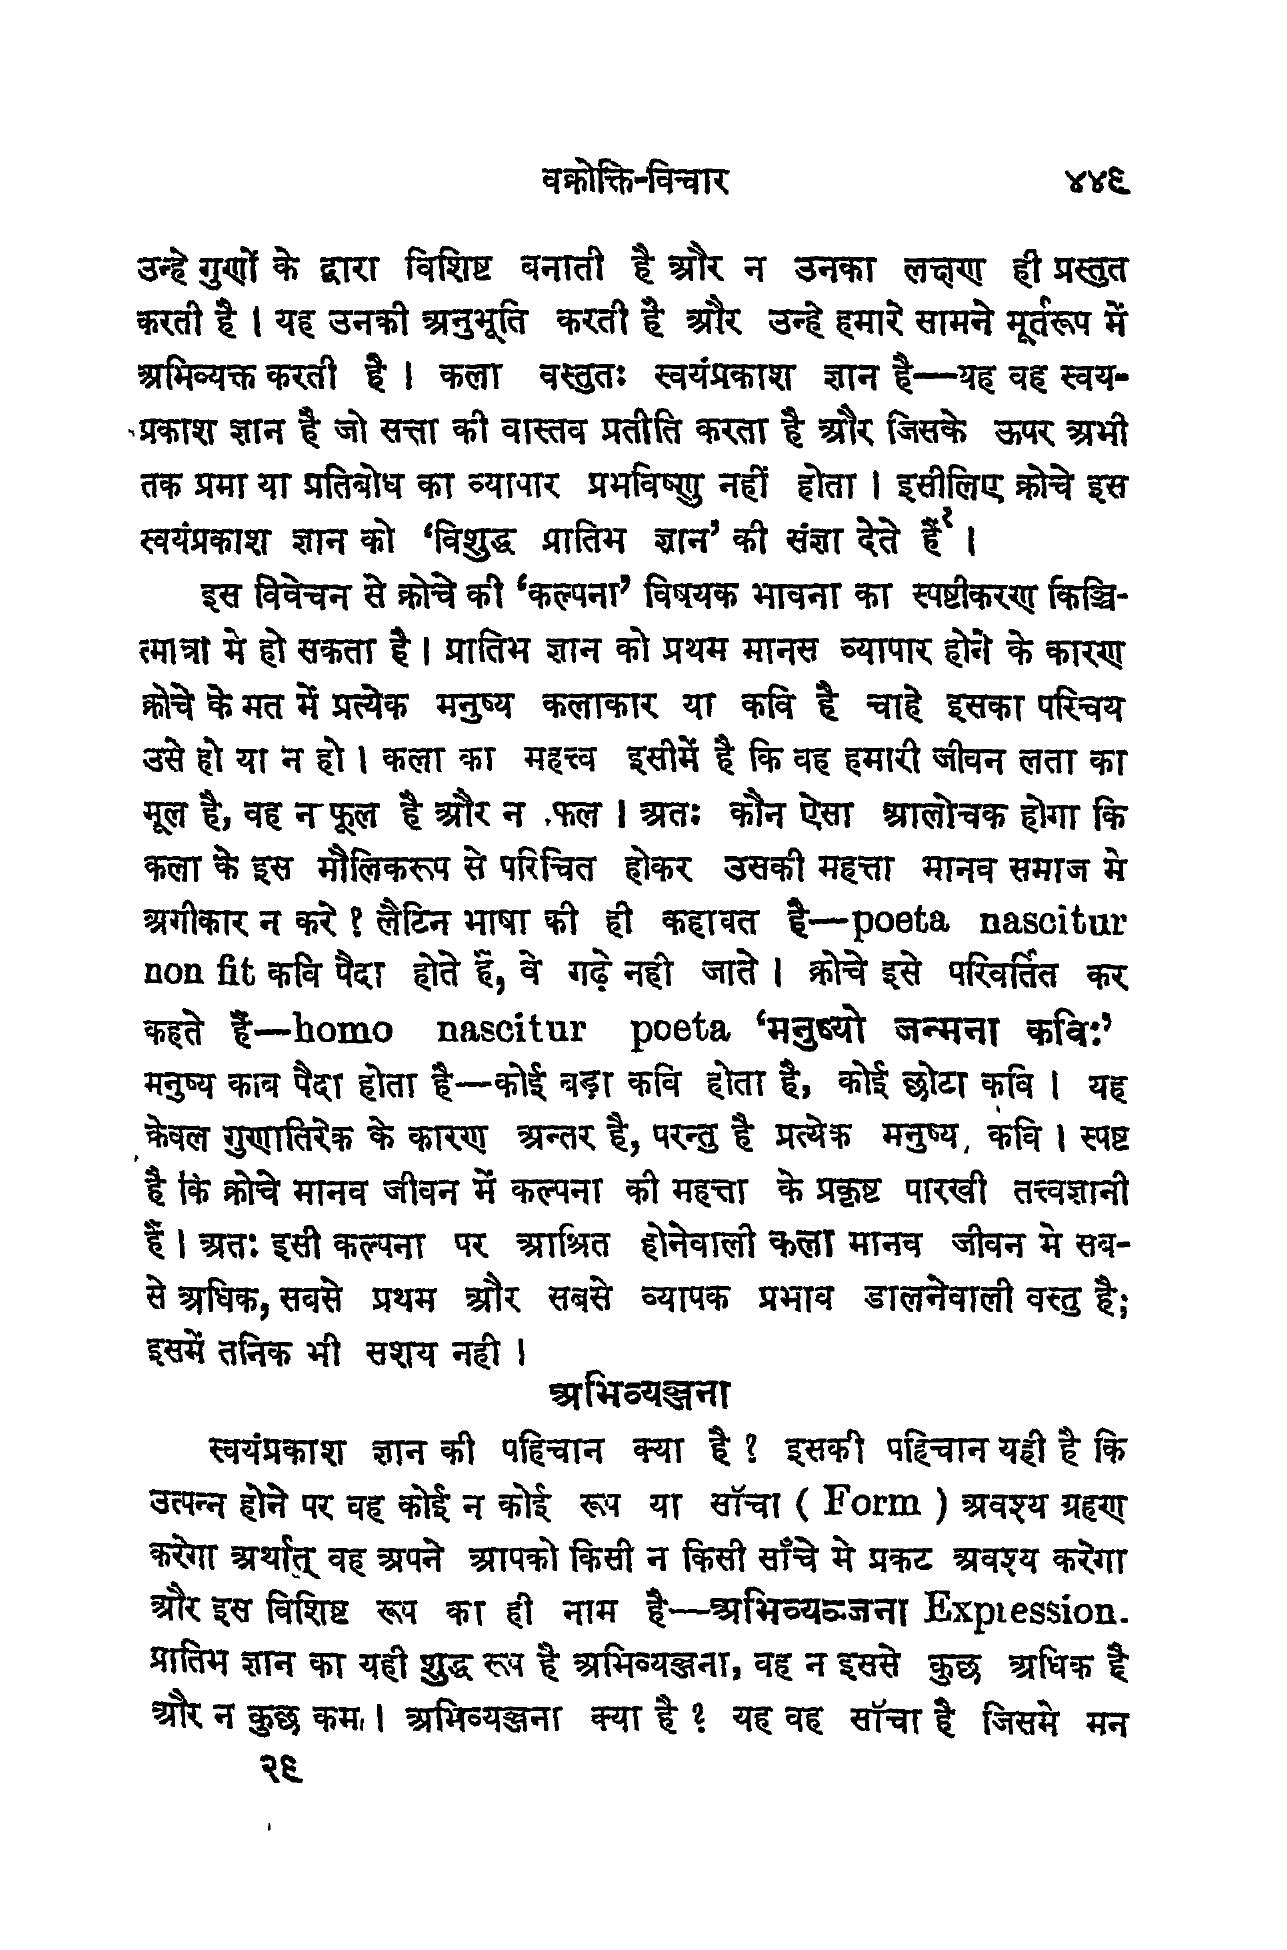 वक्रोक्ति-विचार ४४९
उन्हे गुणों के द्वारा विशिष्ट बनाती है और न उनका लक्षण ही प्रस्तुत
करती है । यह उनकी अनुभूति करती है और उन्हे हमारे सामने मूर्तरूप में
अभिव्यक्त करती है । कला वस्तुतः स्वयंप्रकाश ज्ञान है—यह वह स्वय-
प्रकाश ज्ञान है जो सत्ता की वास्तव प्रतीति करता है और जिसके ऊपर अभी
तक प्रमा या प्रतिबोध का व्यापार प्रभविष्णु नहीं होता । इसीलिए क्रोचे इस
स्वयंप्रकाश ज्ञान को ‘विशुद्ध प्रातिभ ज्ञान’ की संज्ञा देते हैं१ ।
इस विवेचन से क्रोचे की ‘कल्पना’ विषयक भावना का स्पष्टीकरण किञ्चि-
त्मात्रा मे हो सकता है । प्रातिभ ज्ञान को प्रथम मानस व्यापार होने के कारण
क्रोचे के मत में प्रत्येक मनुष्य कलाकार या कवि है चाहे इसका परिचय
उसे हो या न हो । कला का महत्त्व इसीमें है कि वह हमारी जीवन लता का
मूल है, वह न फूल है और न फल । अतः कौन ऐसा आलोचक होगा कि
कला के इस मौलिकरूप से परिचित होकर उसकी महत्ता मानव समाज मे
अगीकार न करे ? लैटिन भाषा की ही कहावत है—poeta nascitur
non fit कवि पैदा होते हैं, वे गढ़े नही जाते । क्रोचे इसे परिवर्तित कर
कहते हैं—homo nascitur poeta ‘मनुष्यो जन्मना कविः’
मनुष्य काव पैदा होता है—कोई बड़ा कवि होता है, कोई छोटा कवि । यह
केवल गुणातिरेक के कारण अन्तर है, परन्तु है प्रत्येक मनुष्य, कवि । स्पष्ट
है कि क्रोचे मानव जीवन में कल्पना की महत्ता के प्रकृष्ट पारखी तत्त्वज्ञानी
हैं । अतः इसी कल्पना पर आश्रित होनेवाली कला मानव जीवन मे सब-
से अधिक, सबसे प्रथम और सबसे व्यापक प्रभाव डालनेवाली वस्तु है;
इसमें तनिक भी सशय नही ।
अभिव्यञ्जना
स्वयंप्रकाश ज्ञान की पहिचान क्या है ? इसकी पहिचान यही है कि
उत्पन्न होने पर वह कोई न कोई रूप या सॉचा ( Form ) अवश्य ग्रहण
करेगा अर्थात् वह अपने आपको किसी न किसी साँचे मे प्रकट अवश्य करेगा
और इस विशिष्ट रूप का ही नाम है—अभिव्यञ्जना Expression.
प्रातिभ ज्ञान का यही शुद्ध रूप है अभिव्यञ्जना, वह न इससे कुछ अधिक है
और न कुछ कम । अभिव्यञ्जना क्या है ? यह वह सॉचा है जिसमे मन
२९